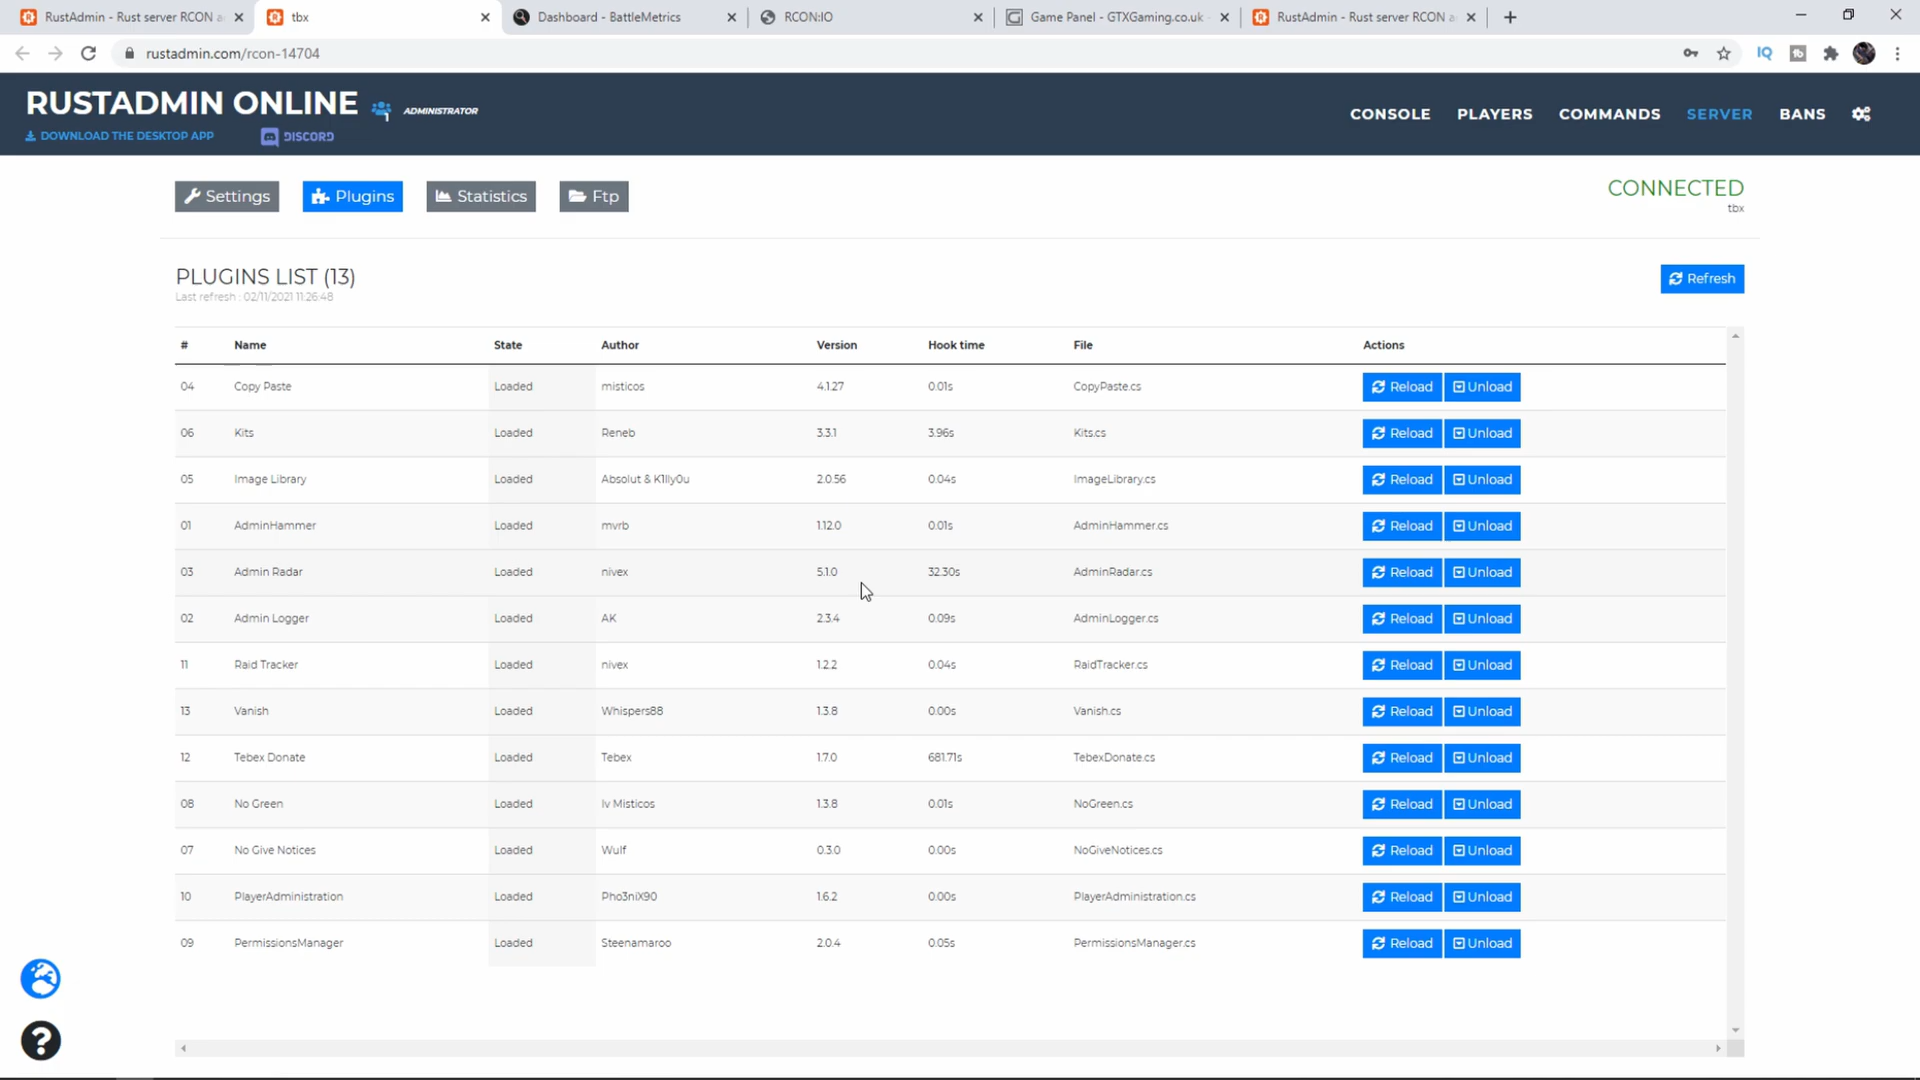 RustAdmin - Rust server RCON a
tbx
Dashboard - BattleMetrics
RCON:IO
Game Panel - GTXGaming.co.uk -
RustAdmin - Rust server RCON a
rustadmin.com/rcon-14704
RUSTADMIN ONLINE
ADMINISTRATOR
DOWNLOAD THE DESKTOP APP
DISCORD
CONSOLE
PLAYERS
COMMANDS
SERVER
BANS
Settings
Plugins
Statistics
Ftp
CONNECTED
tbx
PLUGINS LIST (13)
Last refresh : 02/11/2021 11:26:48
Refresh
# Name State Author Version Hook time File Actions
04 Copy Paste Loaded misticos 4.1.27 0.01s CopyPaste.cs Reload Unload
06 Kits Loaded Reneb 3.3.1 3.96s Kits.cs Reload Unload
05 Image Library Loaded Absolut & K1lly0u 2.0.56 0.04s ImageLibrary.cs Reload Unload
01 AdminHammer Loaded mvrb 1.12.0 0.01s AdminHammer.cs Reload Unload
03 Admin Radar Loaded nivex 5.1.0 32.30s AdminRadar.cs Reload Unload
02 Admin Logger Loaded AK 2.3.4 0.09s AdminLogger.cs Reload Unload
11 Raid Tracker Loaded nivex 1.2.2 0.04s RaidTracker.cs Reload Unload
13 Vanish Loaded Whispers88 1.3.8 0.00s Vanish.cs Reload Unload
12 Tebex Donate Loaded Tebex 1.7.0 681.71s TebexDonate.cs Reload Unload
08 No Green Loaded Iv Misticos 1.3.8 0.01s NoGreen.cs Reload Unload
07 No Give Notices Loaded Wulf 0.3.0 0.00s NoGiveNotices.cs Reload Unload
10 PlayerAdministration Loaded Pho3niX90 1.6.2 0.00s PlayerAdministration.cs Reload Unload
09 PermissionsManager Loaded Steenamaroo 2.0.4 0.05s PermissionsManager.cs Reload Unload